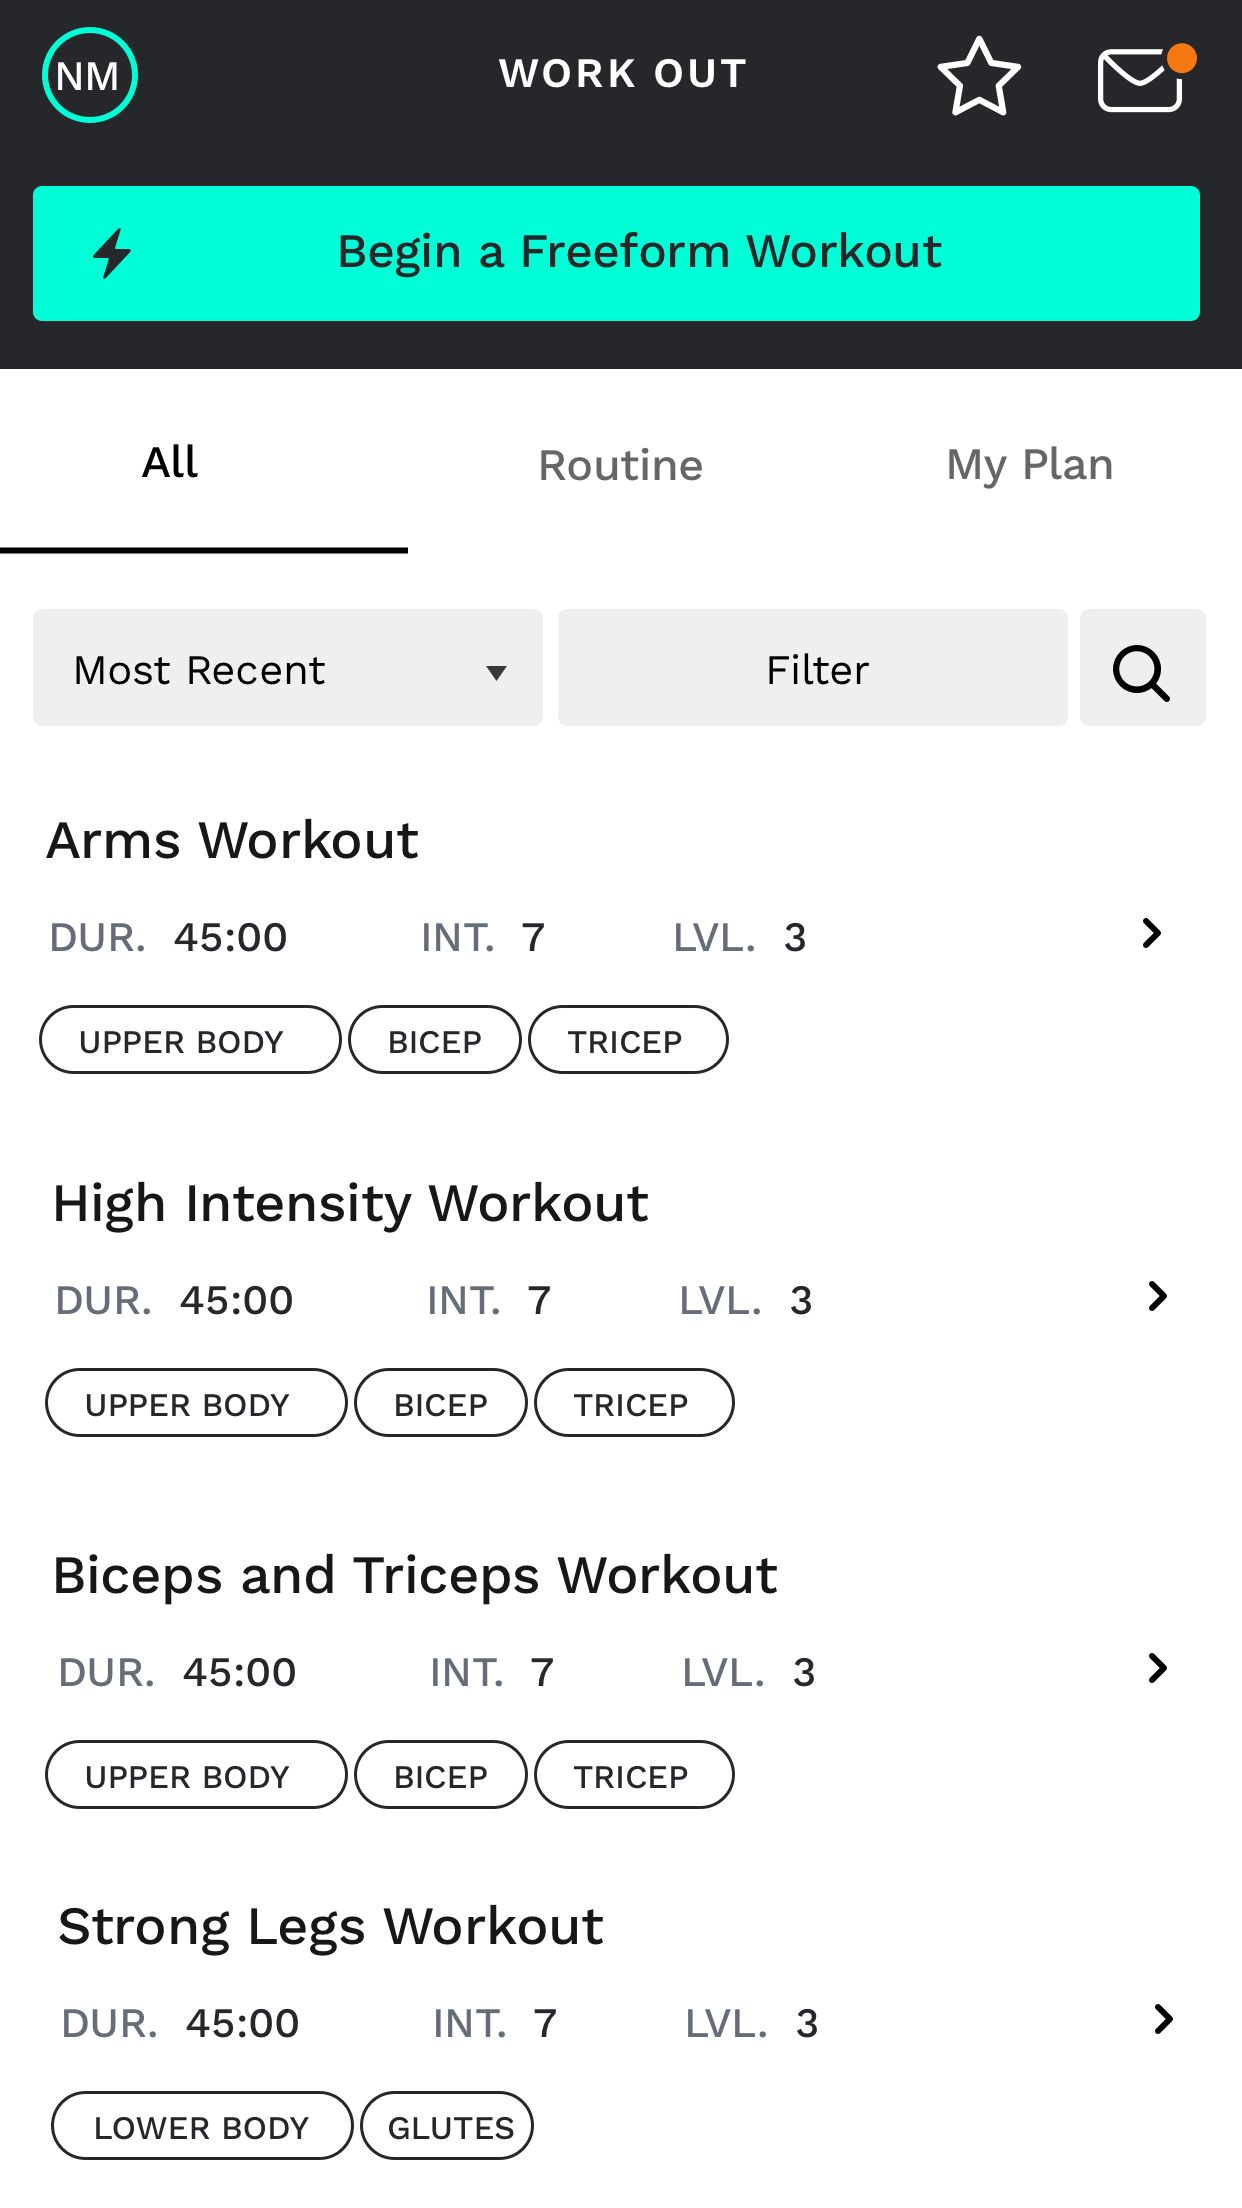 NM
WORK OUT
Begin a Freeform Workout
All Routine My Plan
Most Recent Filter
Arms Workout
DUR. 45:00 INT. 7 LVL. 3
UPPER BODY BICEP TRICEP
High Intensity Workout
DUR. 45:00 INT. 7 LVL. 3
UPPER BODY BICEP TRICEP
Biceps and Triceps Workout
DUR. 45:00 INT. 7 LVL. 3
UPPER BODY BICEP TRICEP
Strong Legs Workout
DUR. 45:00 INT. 7 LVL. 3
LOWER BODY GLUTES